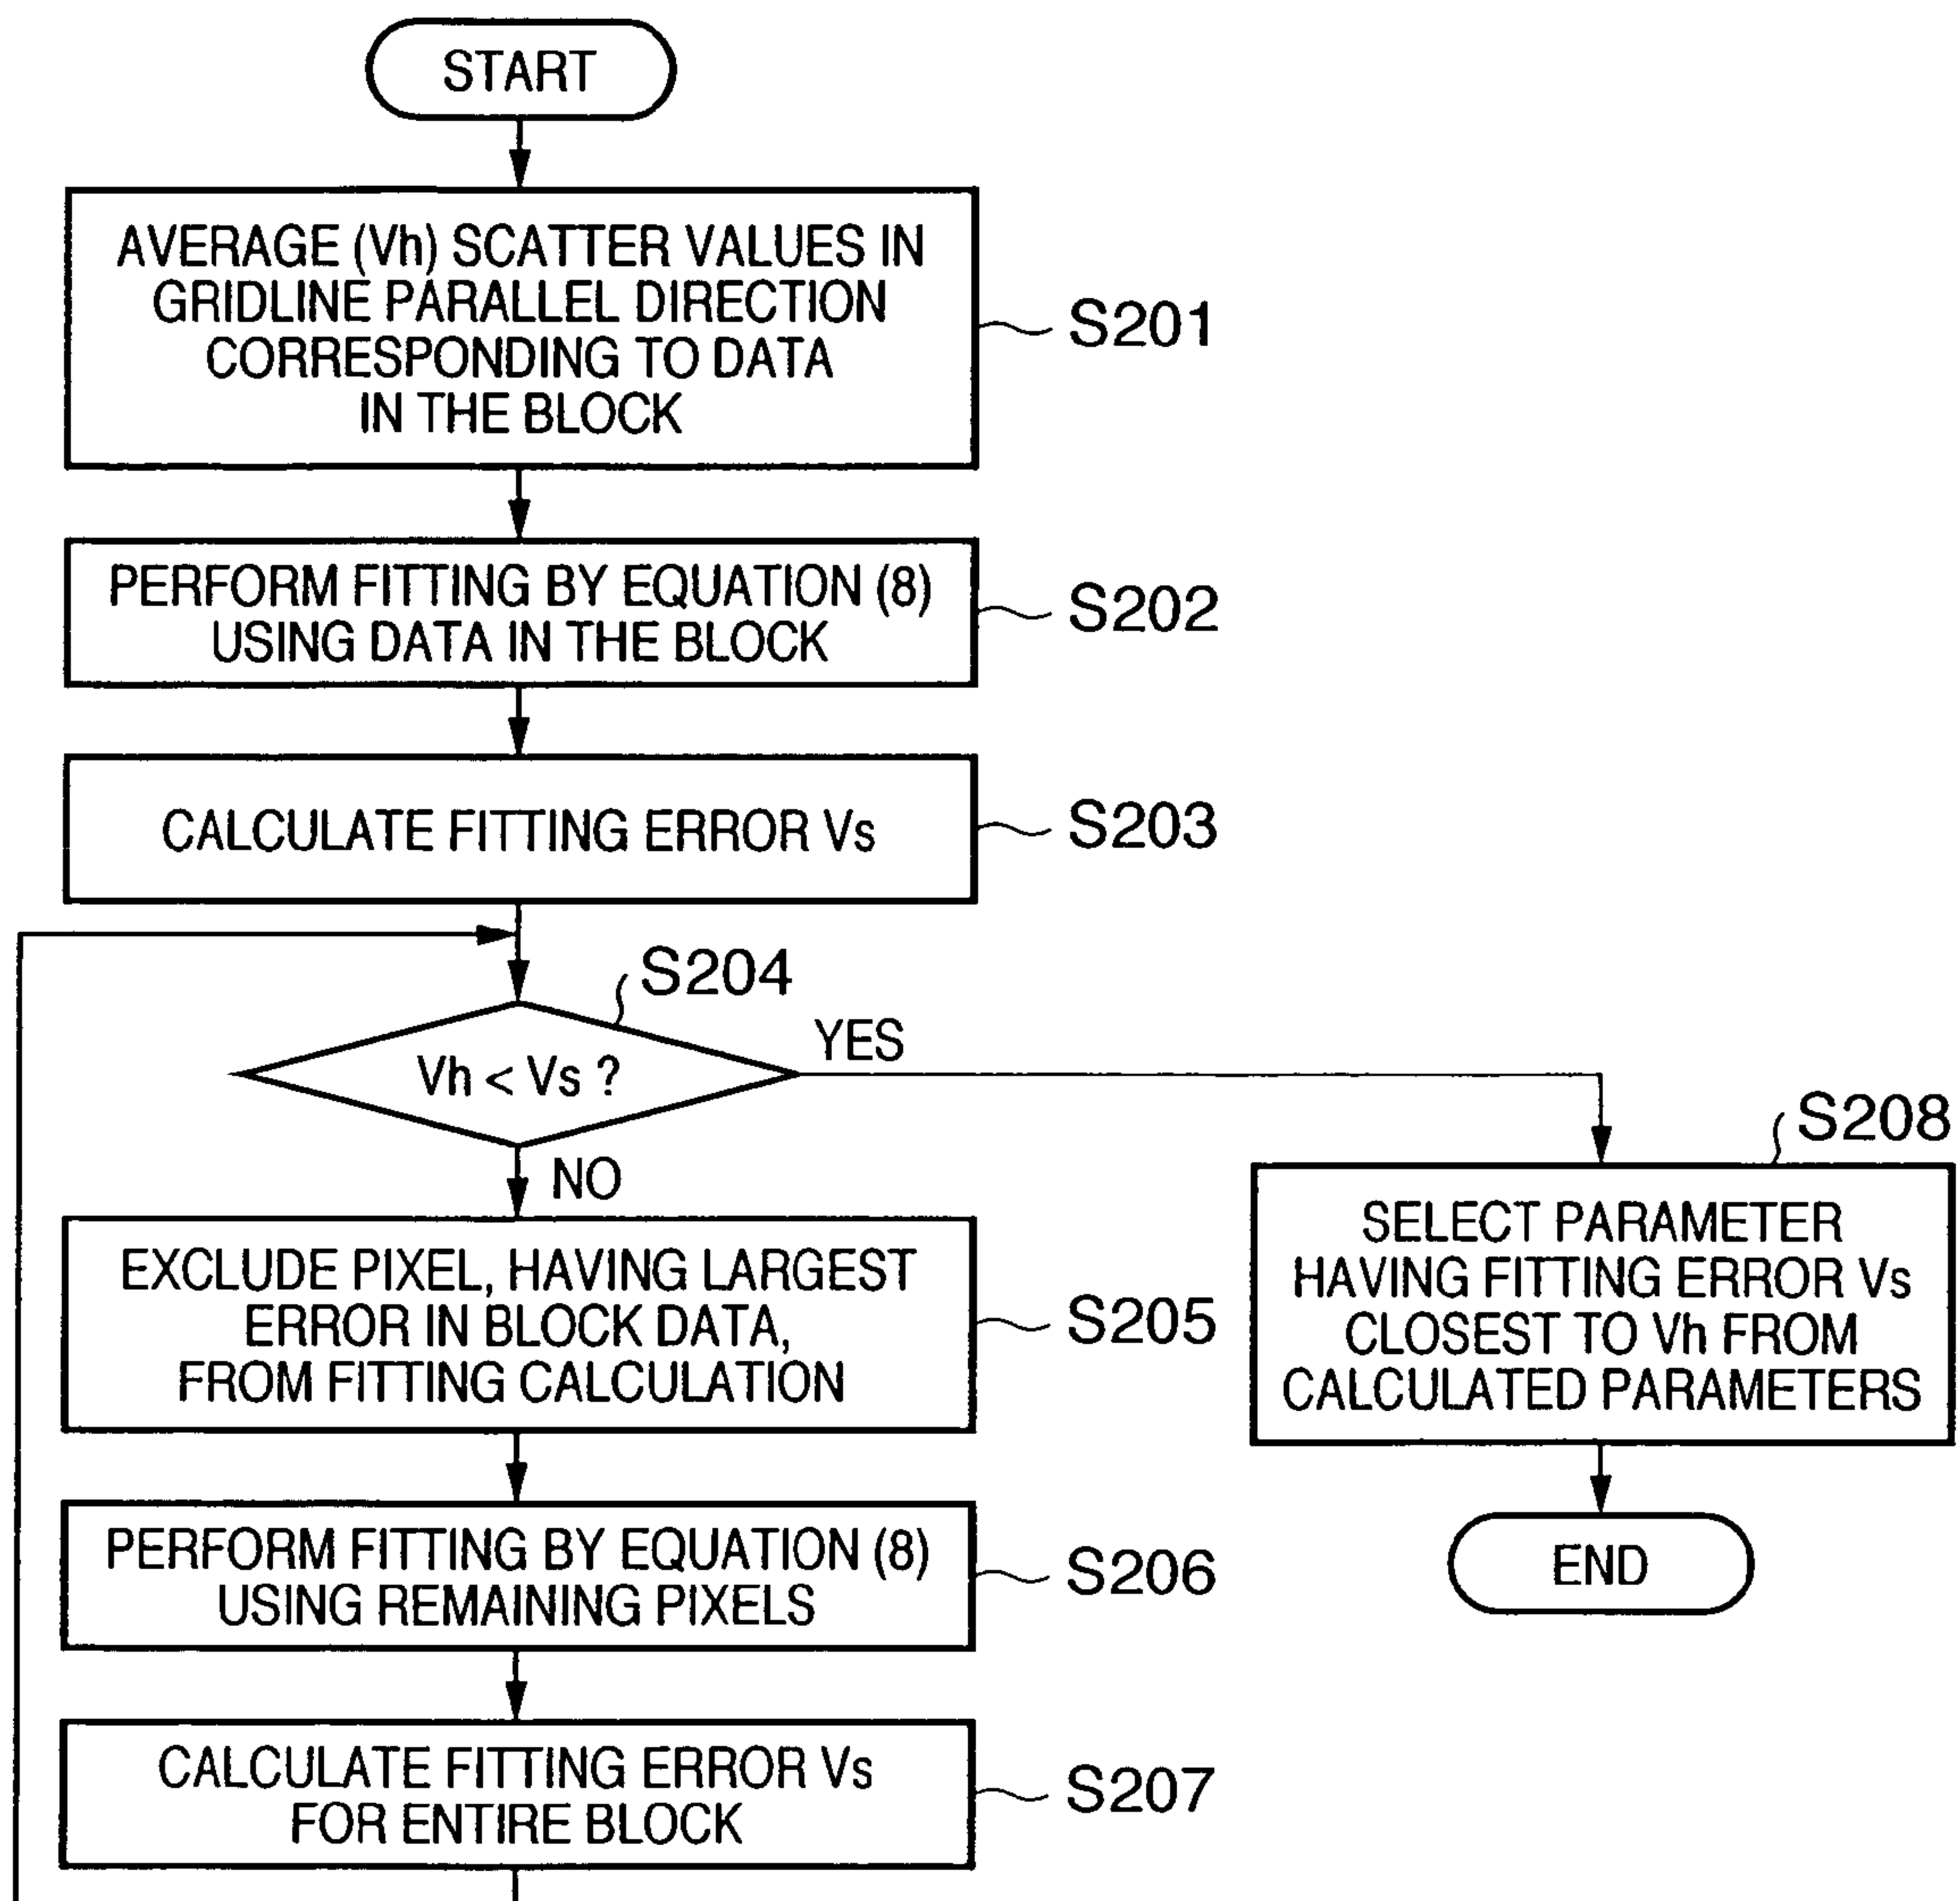 START
AVERAGE (Vh) SCATTER VALUES IN
GRIDLINE PARALLEL DIRECTION
CORRESPONDING TO DATA
IN THE BLOCK
S201
PERFORM FITTING BY EQUATION (8)
USING DATA IN THE BLOCK
S202
CALCULATE FITTING ERROR Vs
S203
S204
Vh < Vs ?
YES
NO
EXCLUDE PIXEL, HAVING LARGEST
ERROR IN BLOCK DATA,
FROM FITTING CALCULATION
S205
PERFORM FITTING BY EQUATION (8)
USING REMAINING PIXELS
S206
CALCULATE FITTING ERROR Vs
FOR ENTIRE BLOCK
S207
S208
SELECT PARAMETER
HAVING FITTING ERROR Vs
CLOSEST TO Vh FROM
CALCULATED PARAMETERS
END